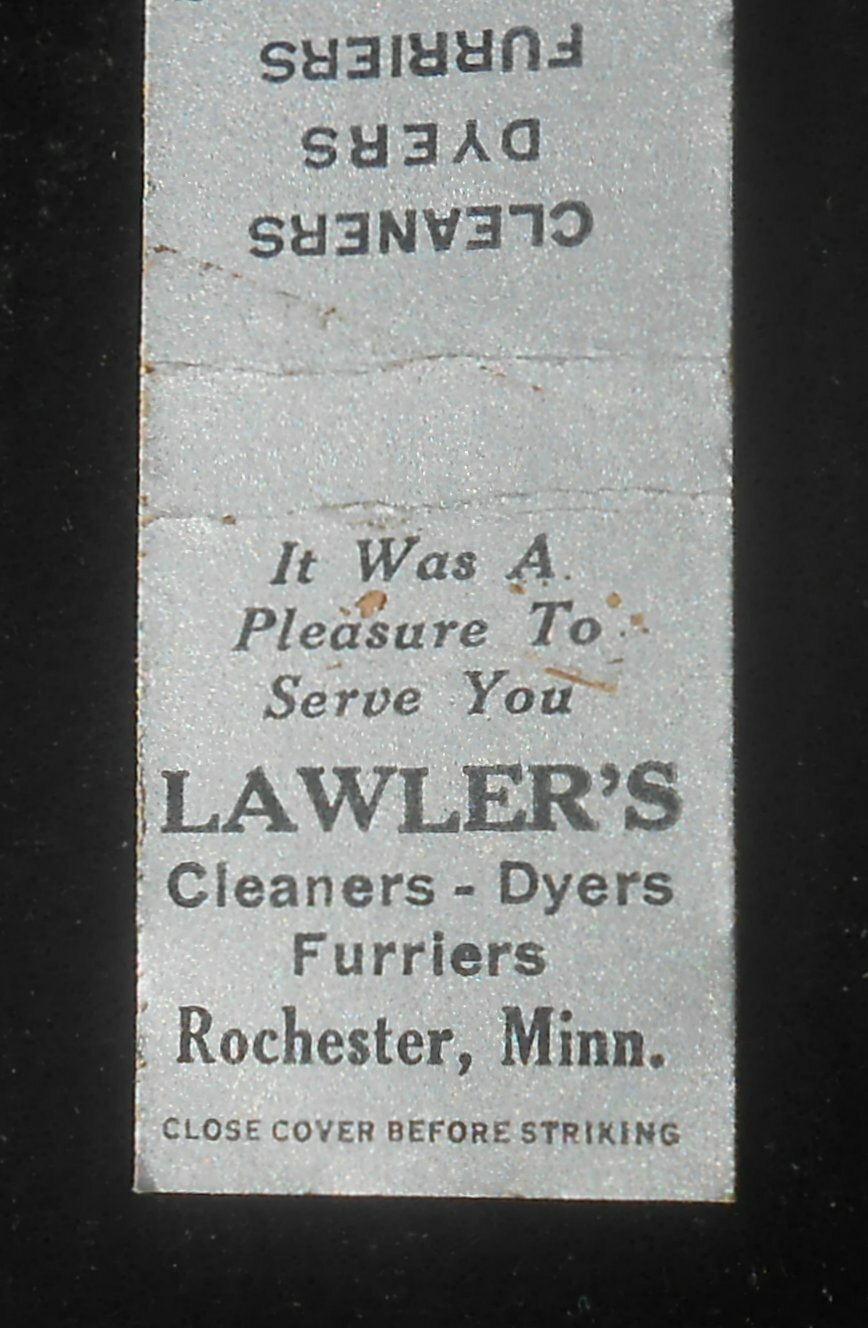 CLEANERS
DYERS
FURRIERS
It Was A
Pleasure To
Serve You
LAWLER'S
Cleaners - Dyers
Furriers
Rochester, Minn.
CLOSE COVER BEFORE STRIKING